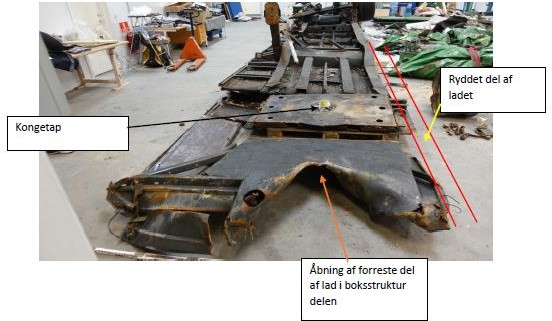 Ryddet del af
ladet
Kongetap
Åbning af forreste del
af lad i boksstruktur
delen